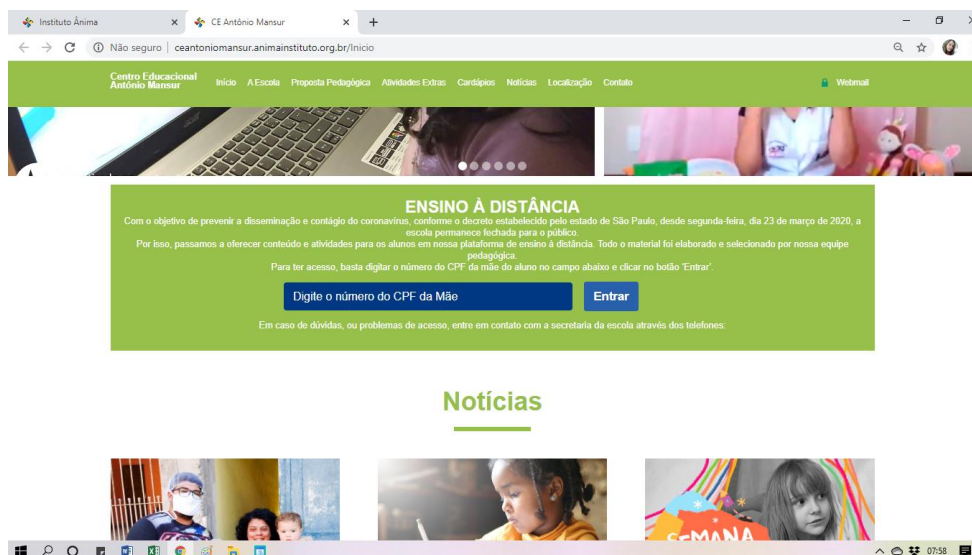 Instituto Ânima
CE Antônio Mansur
Não seguro | ceantoniomansur.animainstituto.org.br/Inicio
Centro Educacional
Antônio Mansur
Início A Escola Proposta Pedagógica Atividades Extras Cardápios Notícias Localização Contato
Webmail
ENSINO À DISTÂNCIA
Com o objetivo de prevenir a disseminação e contágio do coronavírus, conforme o decreto estabelecido pelo estado de São Paulo, desde segunda-feira, dia 23 de março de 2020, a
escola permanece fechada para o público.
Por isso, passamos a oferecer conteúdo e atividades para os alunos em nossa plataforma de ensino à distância. Todo o material foi elaborado e selecionado por nossa equipe
pedagógica.
Para ter acesso, basta digitar o número do CPF da mãe do aluno no campo abaixo e clicar no botão 'Entrar'.
Digite o número do CPF da Mãe
Entrar
Em caso de dúvidas, ou problemas de acesso, entre em contato com a secretaria da escola através dos telefones:
Notícias
SEMANA
07:58